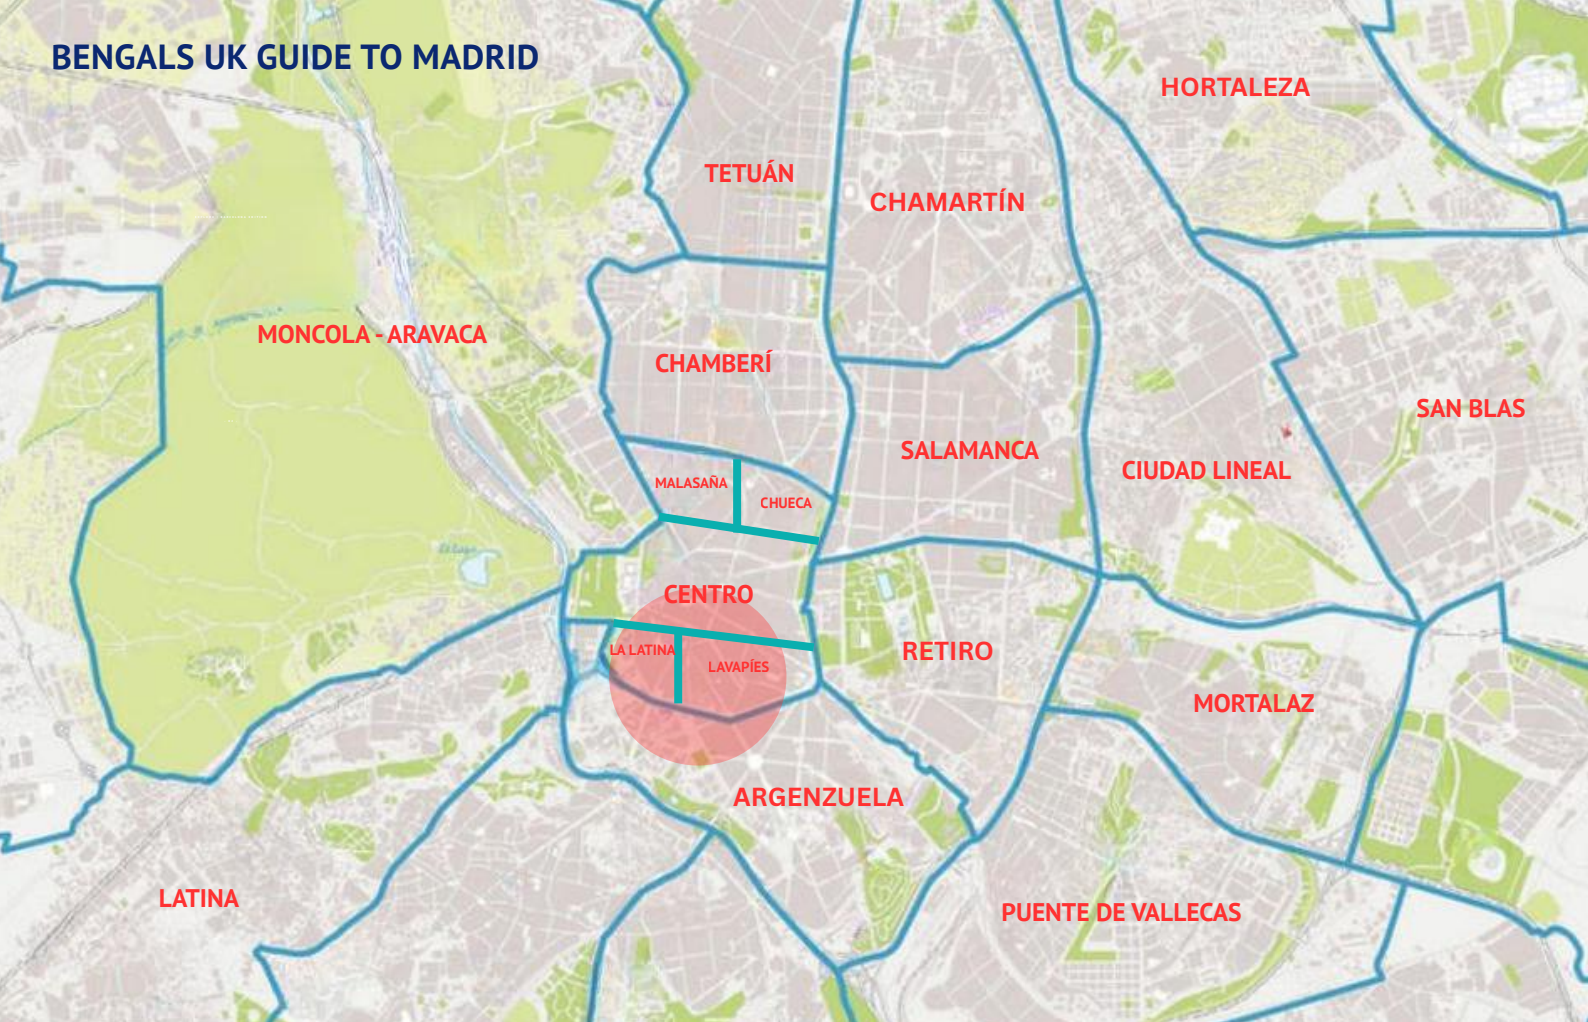 BENGALS UK GUIDE TO MADRID
HORTALEZA
TETUÁN
CHAMARTÍN
MONCOLA - ARAVACA
CHAMBERÍ
SAN BLAS
SALAMANCA
CIUDAD LINEAL
MALASAÑA
CHUECA
CENTRO
LA LATINA
LAVAPÍES
RETIRO
MORTALAZ
ARGENZUELA
LATINA
PUENTE DE VALLECAS